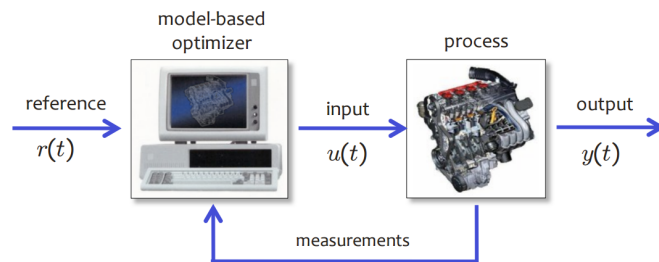 model-based
optimizer
process
reference
r(t)
input
u(t)
output
y(t)
measurements